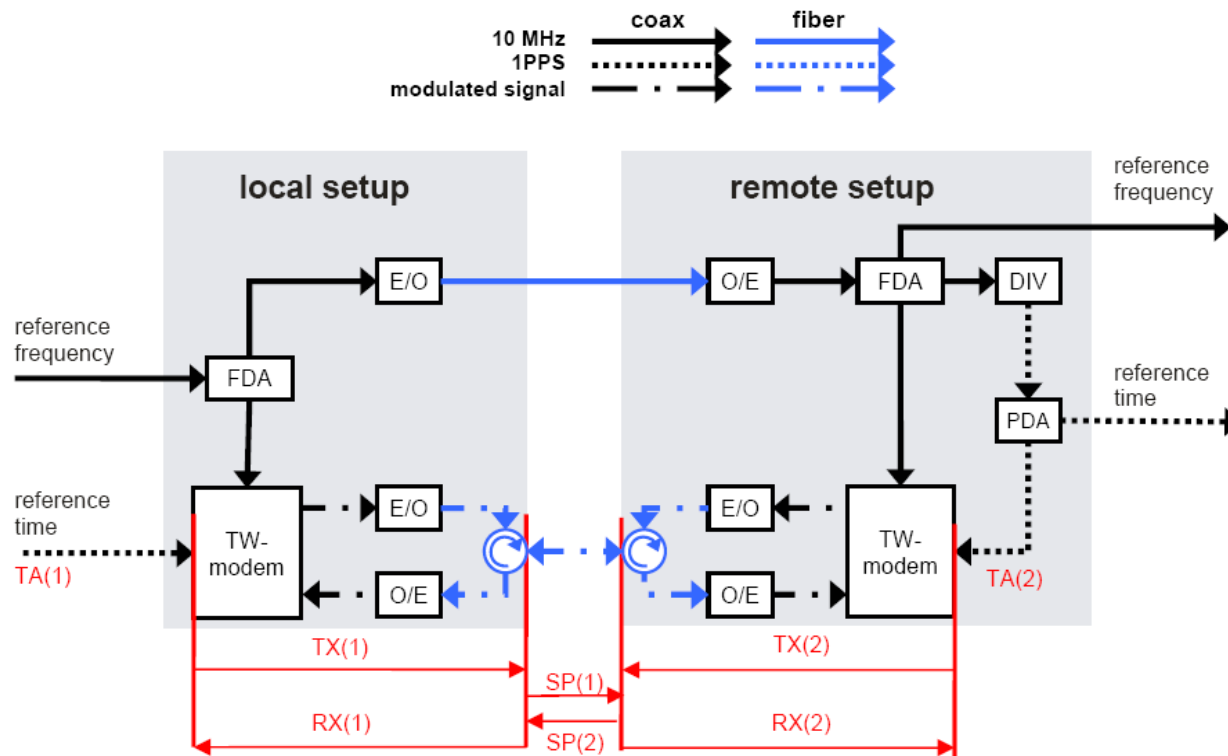 coax fiber
10 MHz
1PPS
modulated signal
local setup
remote setup
reference
frequency
E/O
O/E
FDA
DIV
reference
frequency
FDA
reference
time
PDA
reference
time
TA(1)
TW-
modem
E/O
O/E
E/O
O/E
TW-
modem
TA(2)
TX(1)
TX(2)
SP(1)
RX(1)
SP(2)
RX(2)